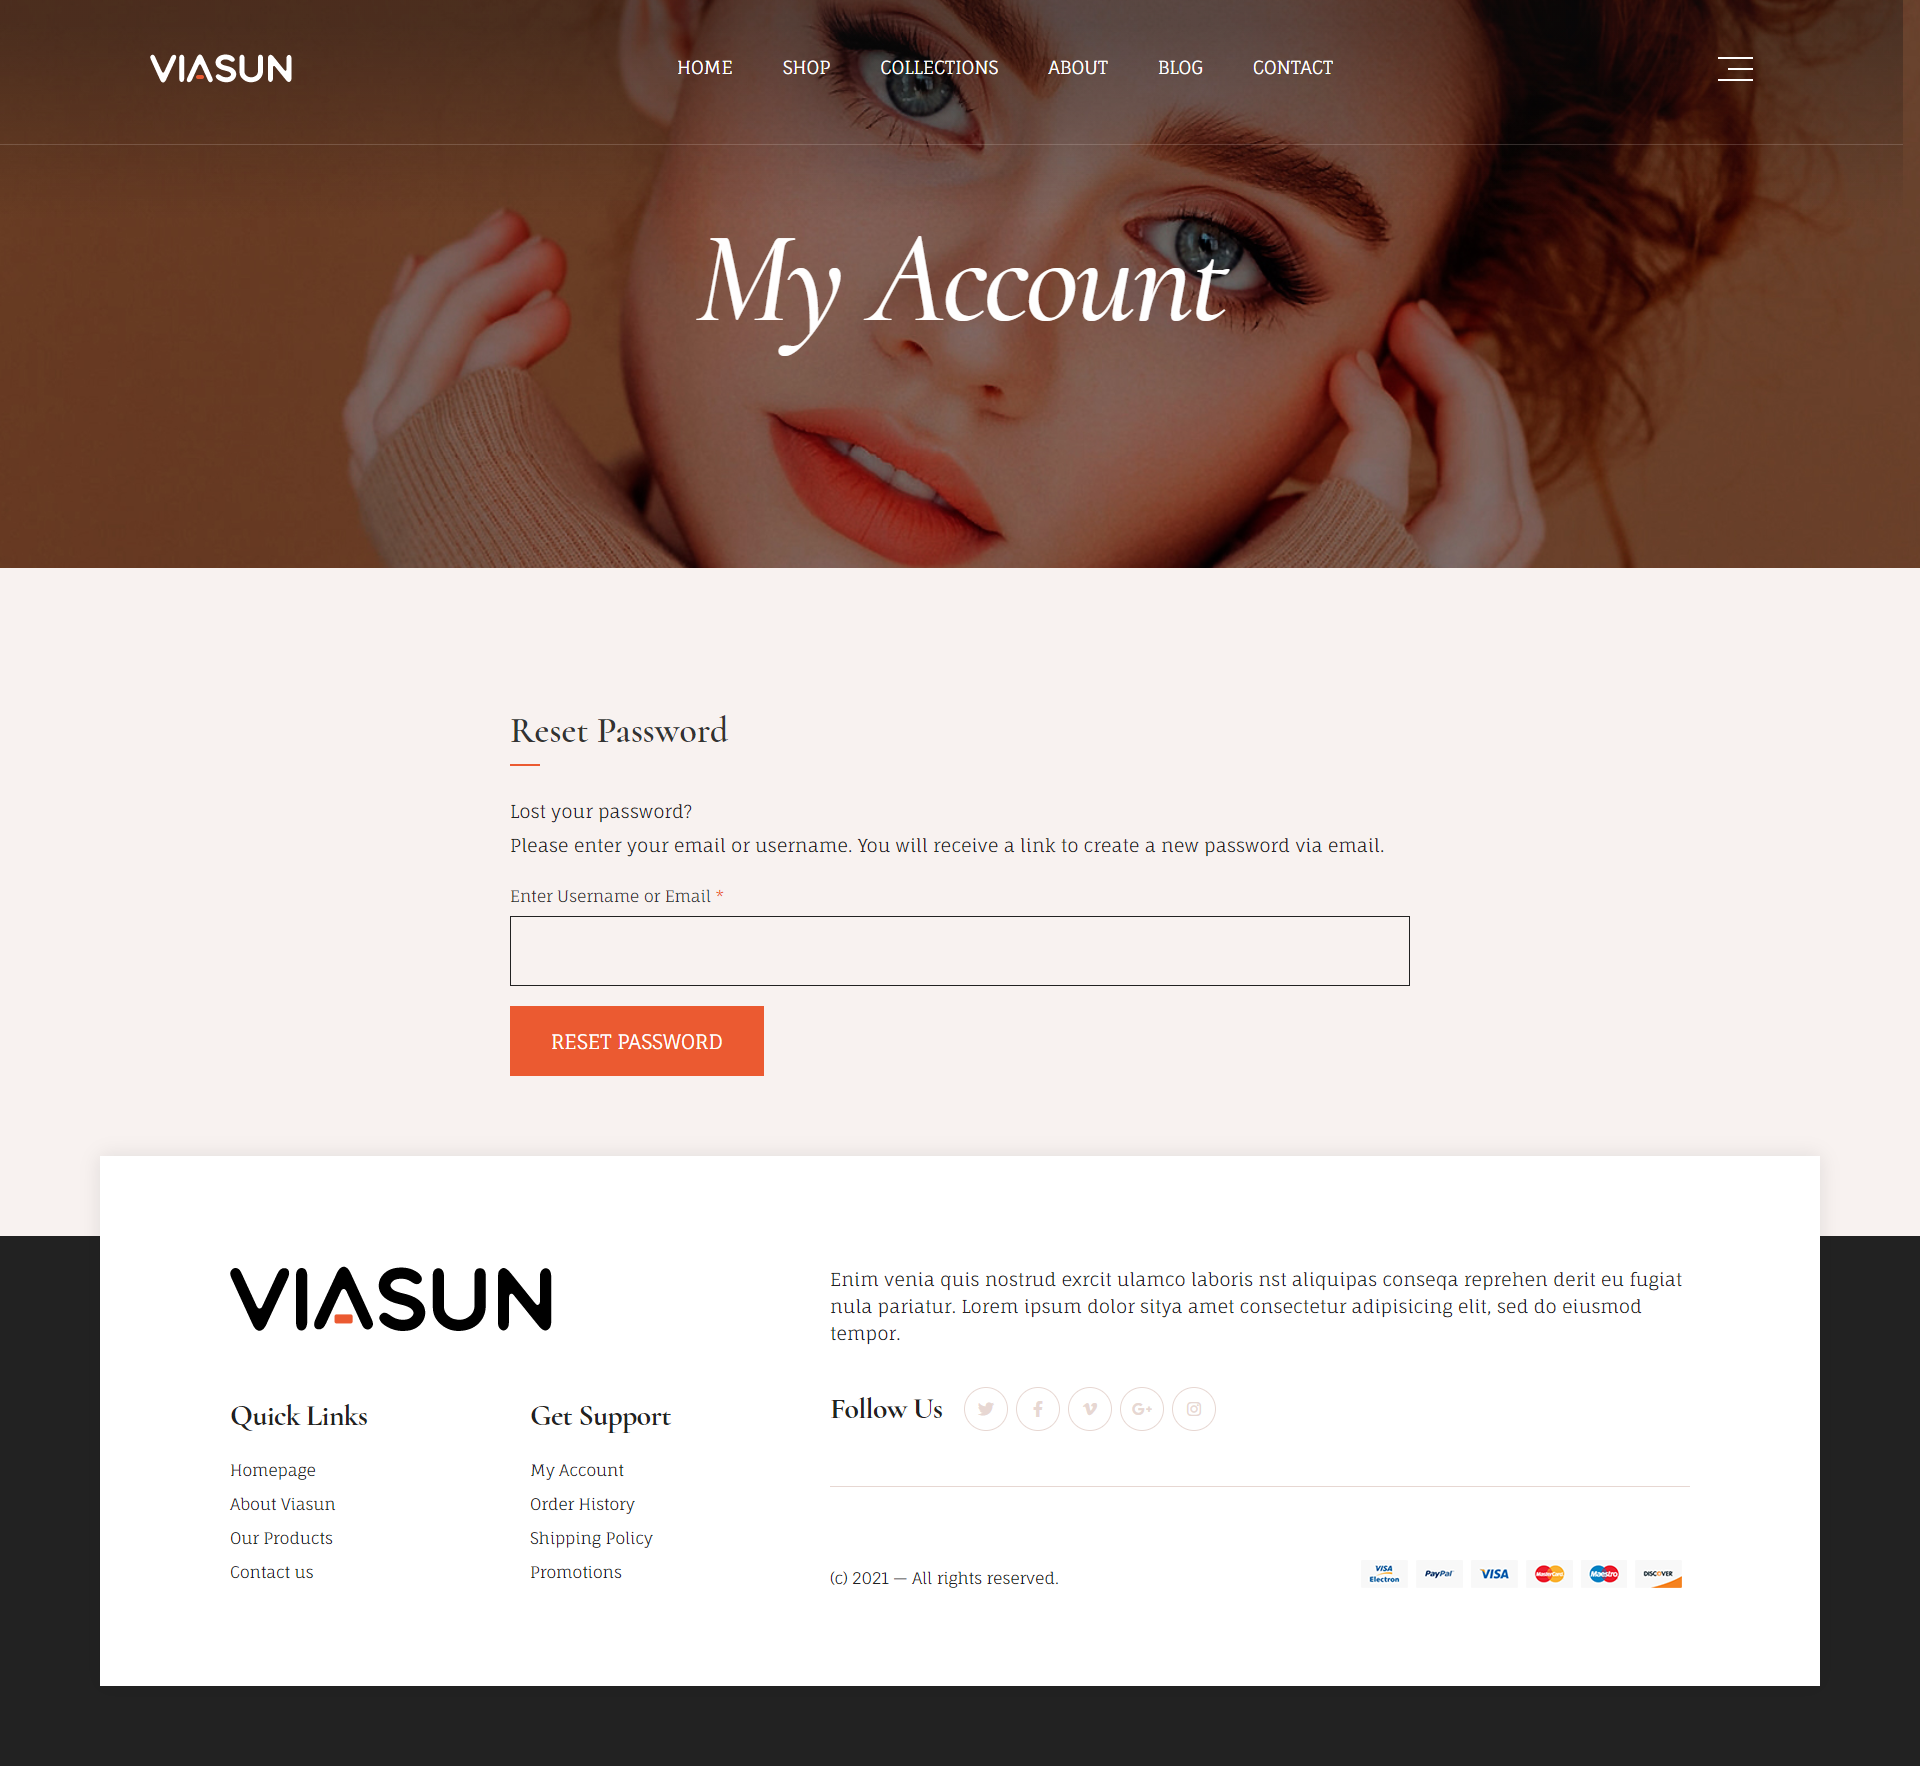 VIASUN
HOME SHOP COLLECTIONS ABOUT BLOG CONTACT
My Account
Reset Password
Lost your password?
Please enter your email or username. You will receive a link to create a new password via email.
Enter Username or Email *
RESET PASSWORD
VIASUN
Quick Links
Homepage
About Viasun
Our Products
Contact us
Get Support
My Account
Order History
Shipping Policy
Promotions
Enim venia quis nostrud exrcit ulamco laboris nst aliquipas conseqa reprehen derit eu fugiat
nula pariatur. Lorem ipsum dolor sitya amet consectetur adipisicing elit, sed do eiusmod
tempor.
Follow Us
(c) 2021 — All rights reserved.
VISA
Electron
PayPal
VISA
MasterCard
Maestro
DISCOVER